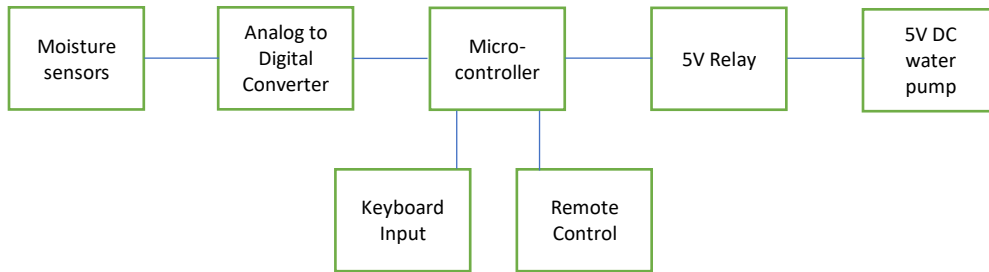 Moisture
sensors
Analog to
Digital
Converter
Micro-
controller
5V Relay
5V DC
water
pump
Keyboard
Input
Remote
Control